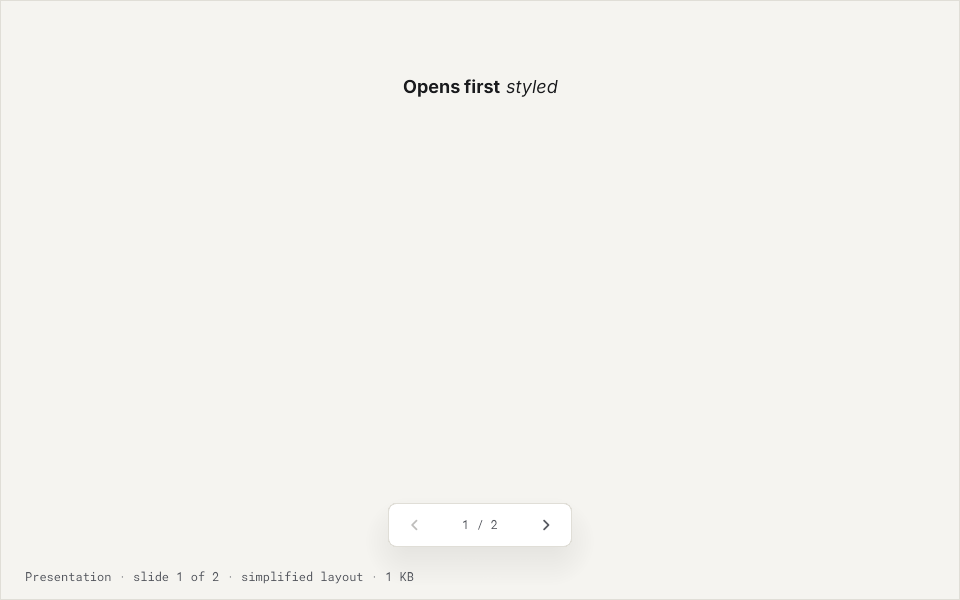 Opens first styled
1 / 2
Presentation · slide 1 of 2 · simplified layout · 1 KB